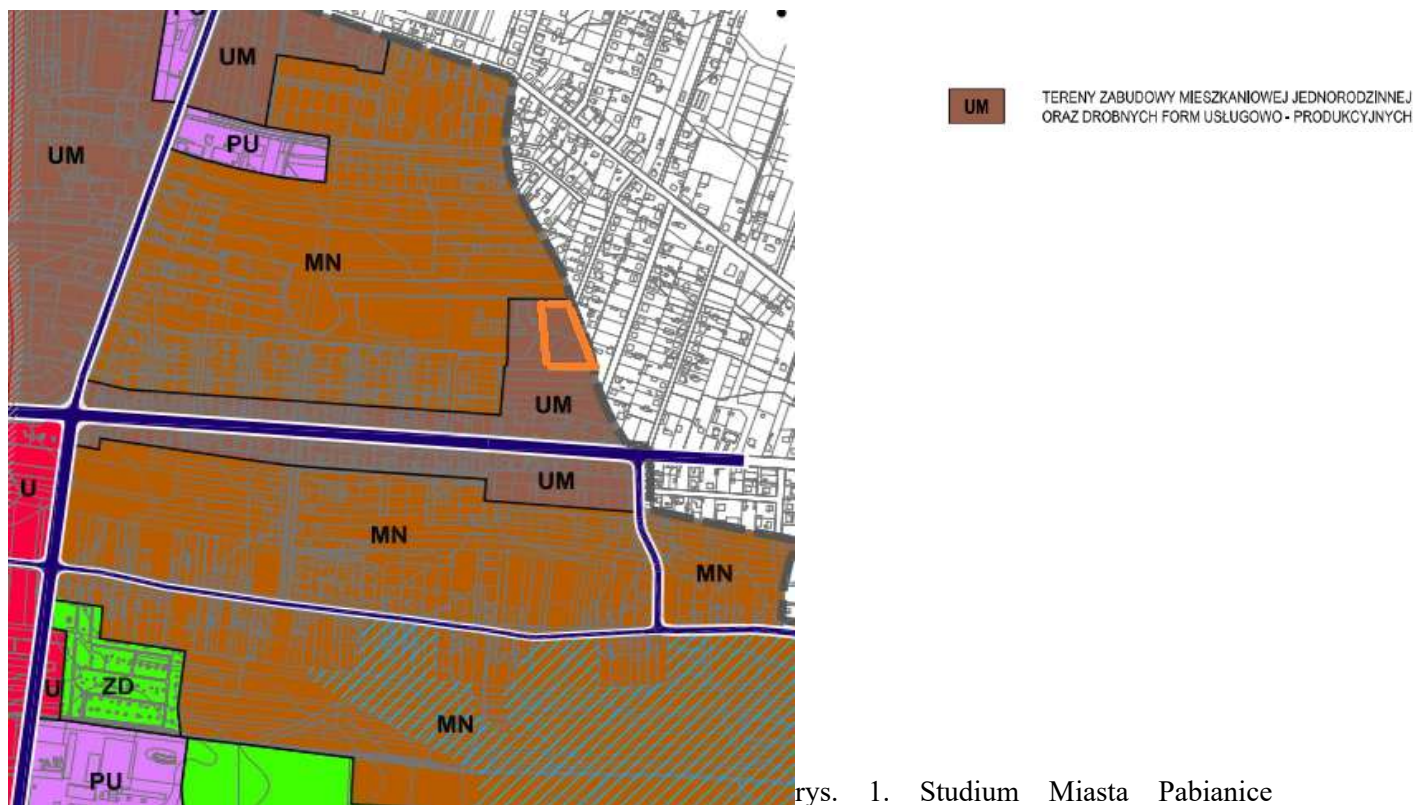 UM
UM
PU
MN
UM
UM
U
MN
MN
U
ZD
MN
PU
UM
TERENY ZABUDOWY MIESZKANIOWEJ JEDNORODZINNEJ
ORAZ DROBNYCH FORM USŁUGOWO - PRODUKCYJNYCH
rys. 1. Studium Miasta Pabianice